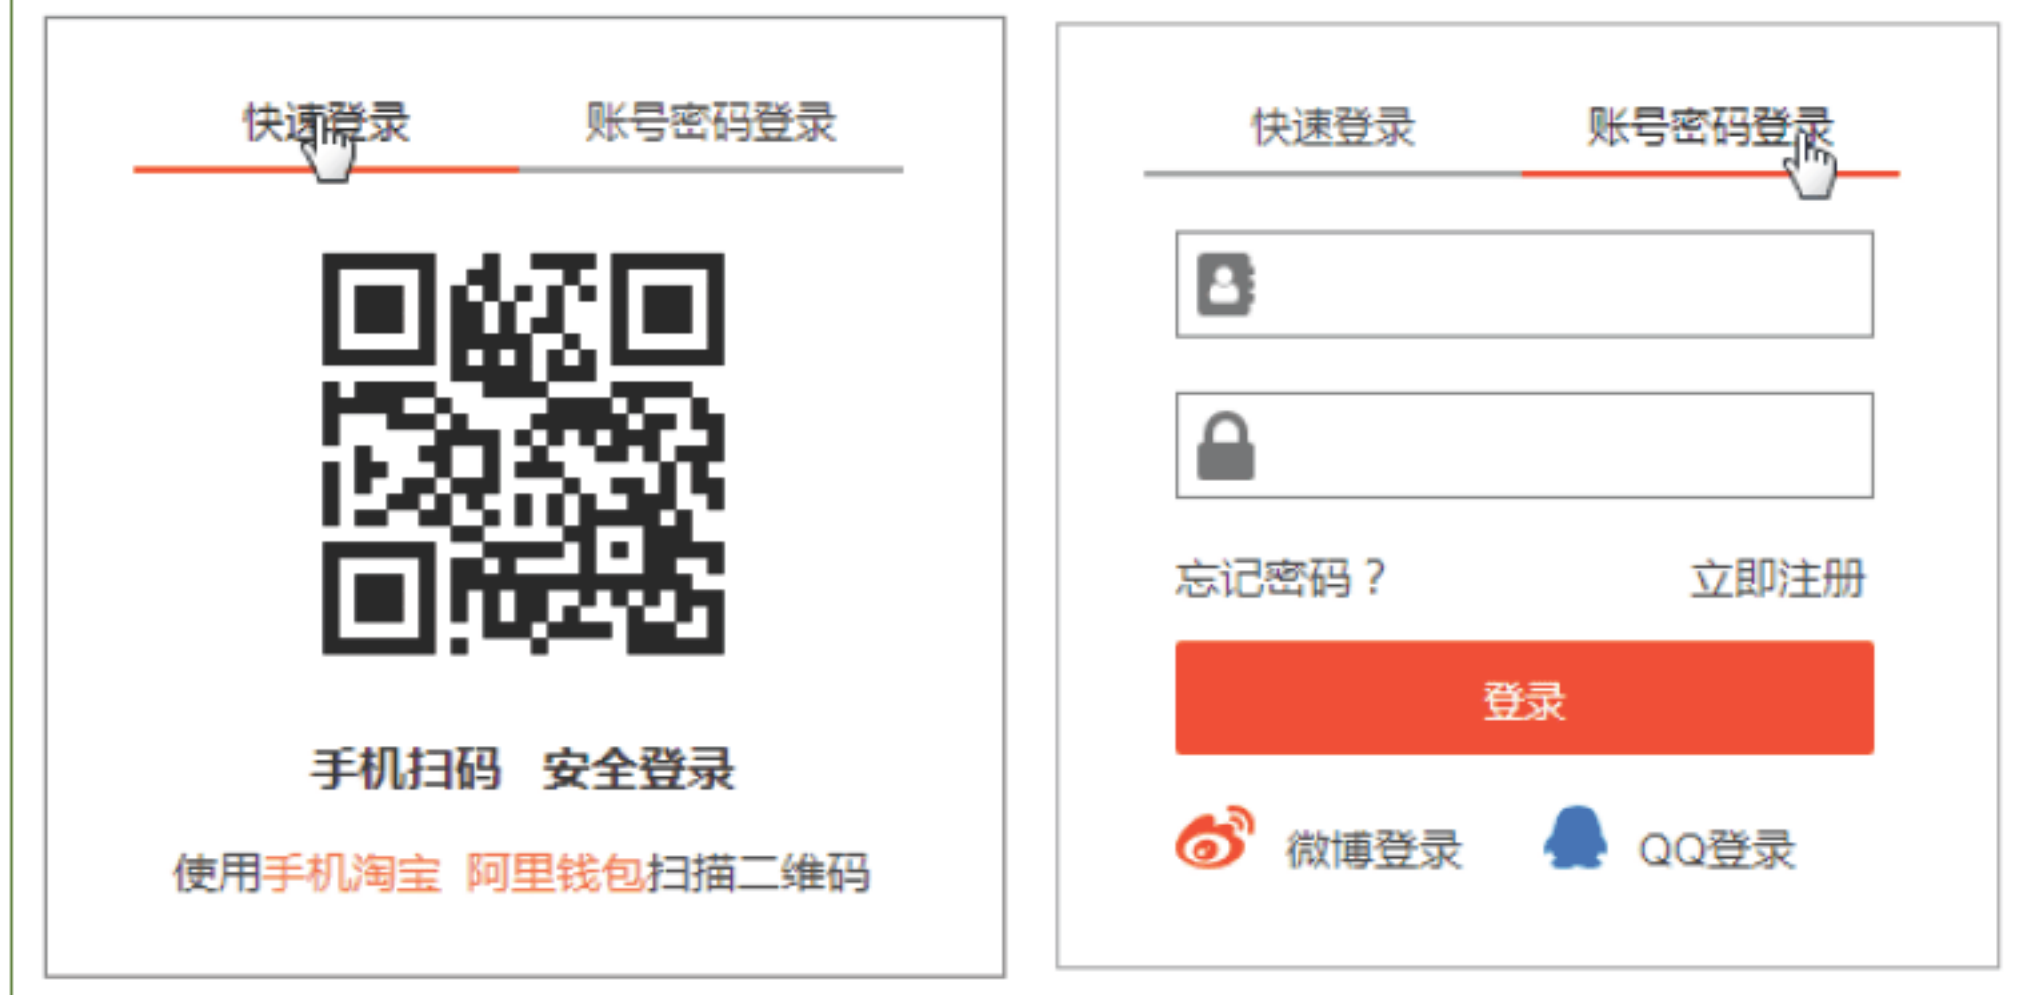 快速登录 账号密码登录
手机扫码 安全登录
使用手机淘宝 阿里钱包扫描二维码
快速登录 账号密码登录
忘记密码？ 立即注册
登录
微博登录 QQ登录